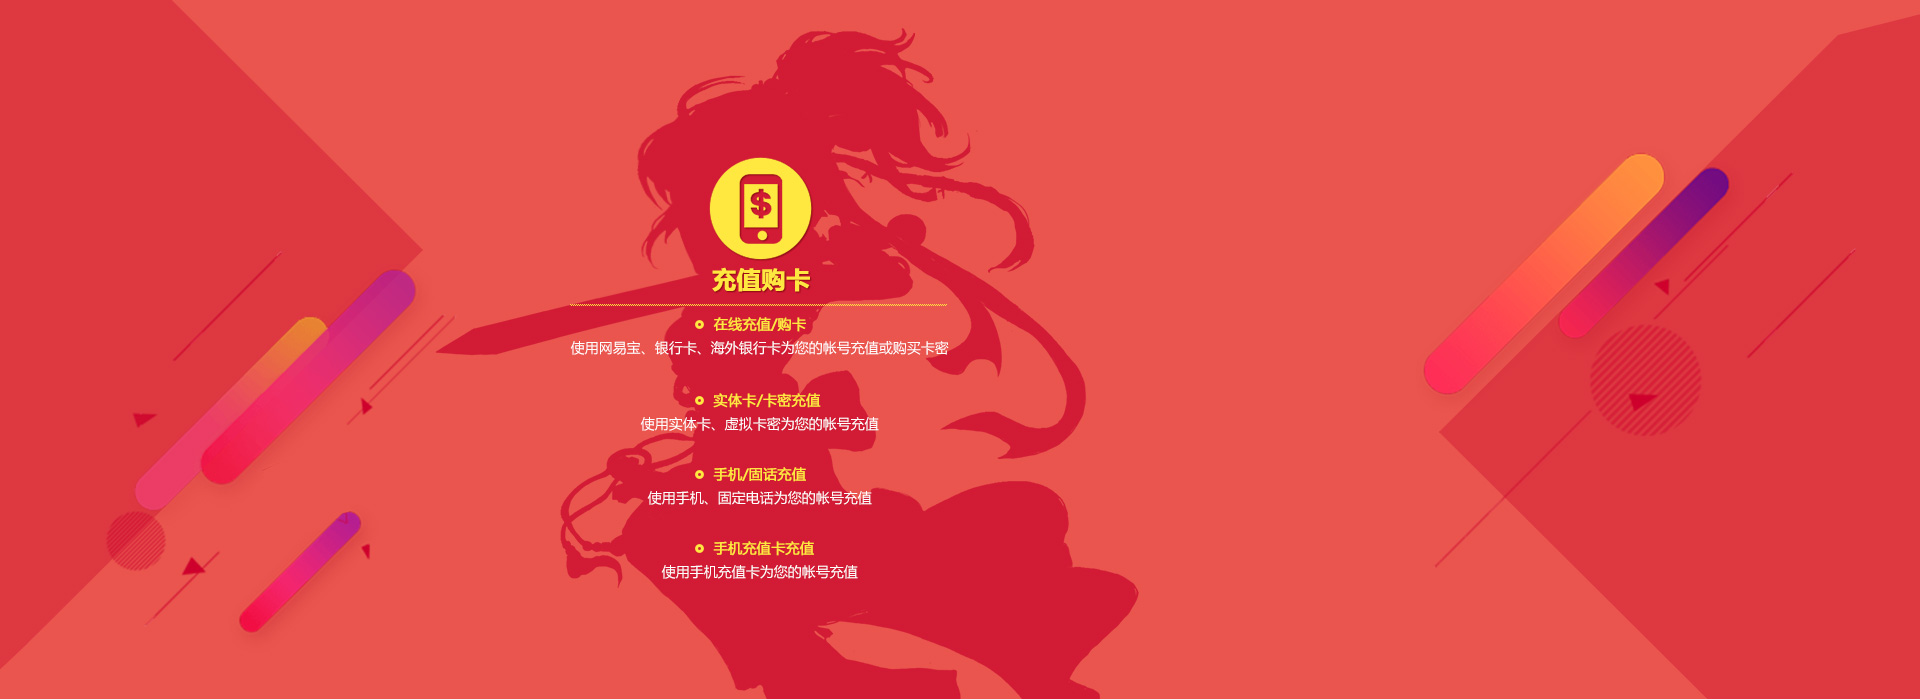 $
充值购卡
在线充值/购卡
使用网易宝、银行卡、海外银行卡为您的帐号充值或购买卡密
实体卡/卡密充值
使用实体卡、虚拟卡密为您的帐号充值
手机/固话充值
使用手机、固定电话为您的帐号充值
手机充值卡充值
使用手机充值卡为您的帐号充值